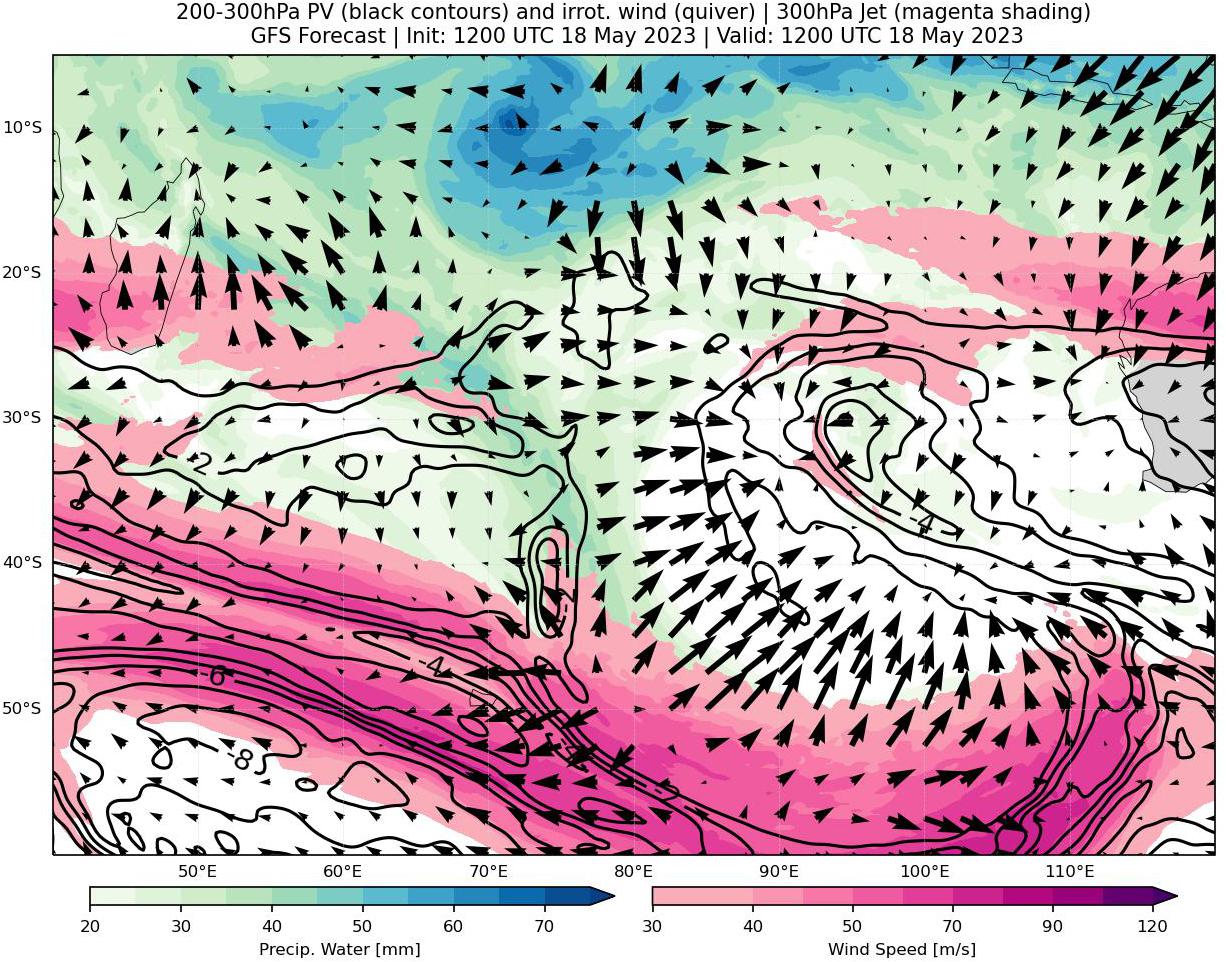 200-300hPa PV (black contours) and irrot. wind (quiver) | 300hPa Jet (magenta shading)
GFS Forecast | Init: 1200 UTC 18 May 2023 | Valid: 1200 UTC 18 May 2023
10°S
20°S
30°S
-2
-4
40°S
-2
-4
-6
50°S
-4
-8
-2
50°E 60°E 70°E 80°E 90°E 100°E 110°E
20 30 40 50 60 70
30 40 50 70 90 120
Precip. Water [mm]
Wind Speed [m/s]